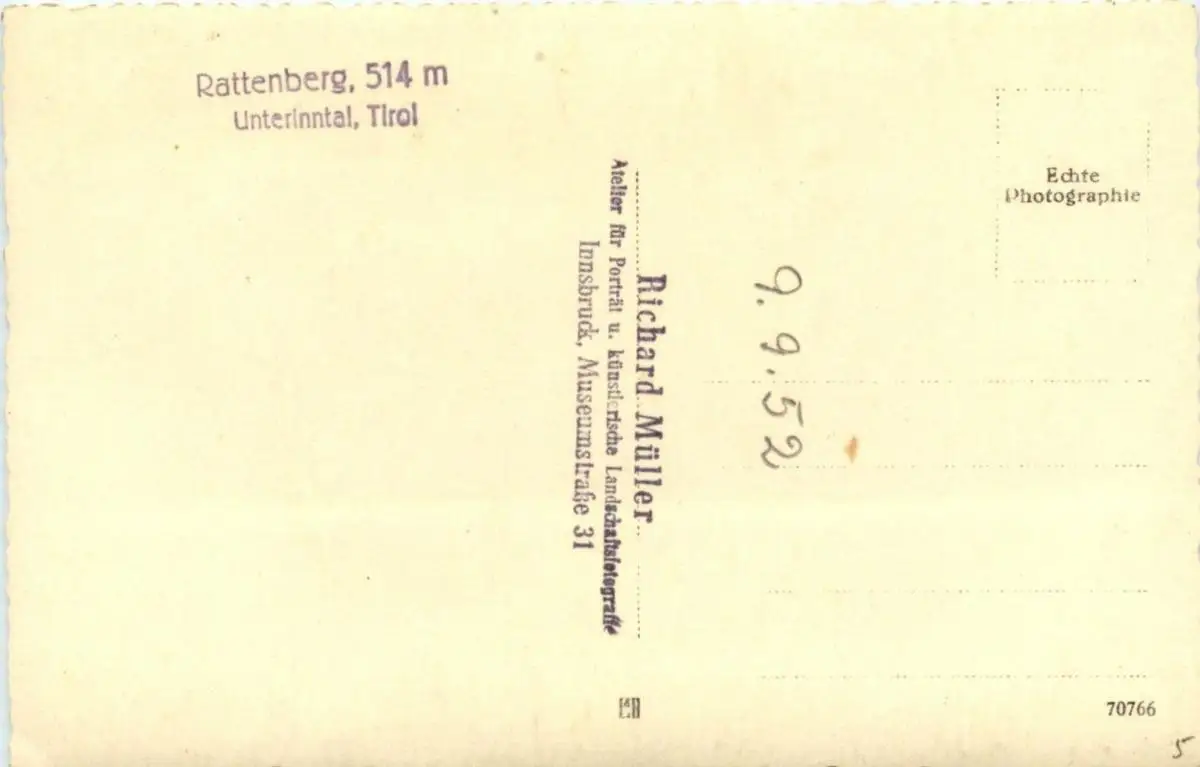 Rattenberg, 514 m
Unterinntal, Tirol
Echte
Photographie
Richard Müller
Atelier für Porträt u. künstlerische Landschaftsfotografie
Innsbruck, Museumstraße 31
9. 9. 52
70766
5